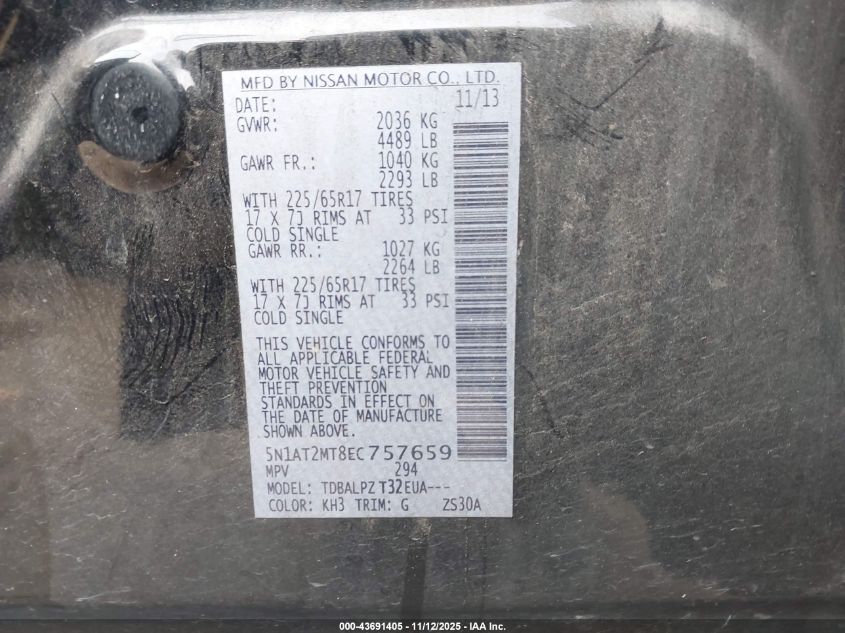 MFD BY NISSAN MOTOR CO., LTD.
DATE: 11/13
GVWR: 2036 KG
4489 LB
GAWR FR.: 1040 KG
2293 LB
WITH 225/65R17 TIRES
17 X 7J RIMS AT 33 PSI
COLD SINGLE
GAWR RR.: 1027 KG
2264 LB
WITH 225/65R17 TIRES
17 X 7J RIMS AT 33 PSI
COLD SINGLE
THIS VEHICLE CONFORMS TO
ALL APPLICABLE FEDERAL
MOTOR VEHICLE SAFETY AND
THEFT PREVENTION
STANDARDS IN EFFECT ON
THE DATE OF MANUFACTURE
SHOWN ABOVE.
5N1AT2MT8EC757659
MPV 294
MODEL: TDBALPZ T32EUA---
COLOR: KH3 TRIM: G ZS30A
000-43691405 - 11/12/2025 - IAA Inc.